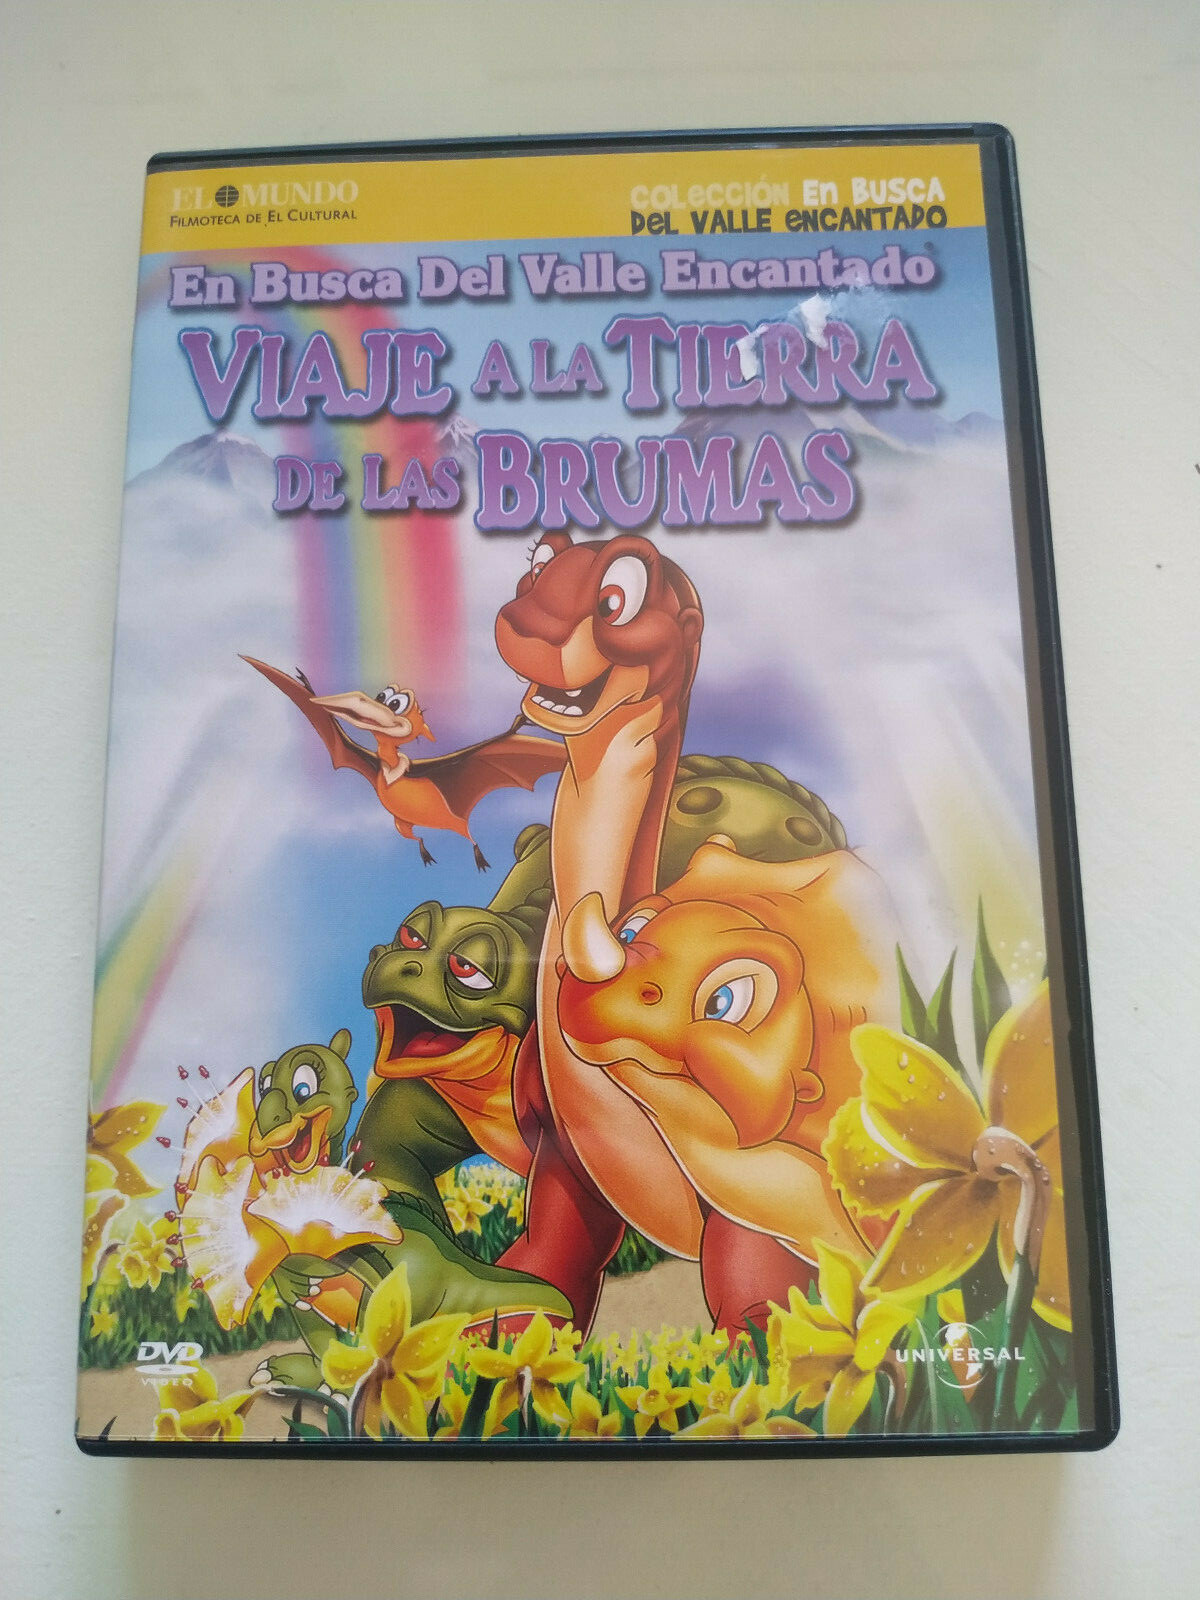 EL MUNDO
FILMOTECA DE EL CULTURAL
COLECCIÓN EN BUSCA
DEL VALLE ENCANTADO
En Busca Del Valle Encantado
VIAJE A LA TIERRA
DE LAS BRUMAS
DVD
VIDEO
UNIVERSAL